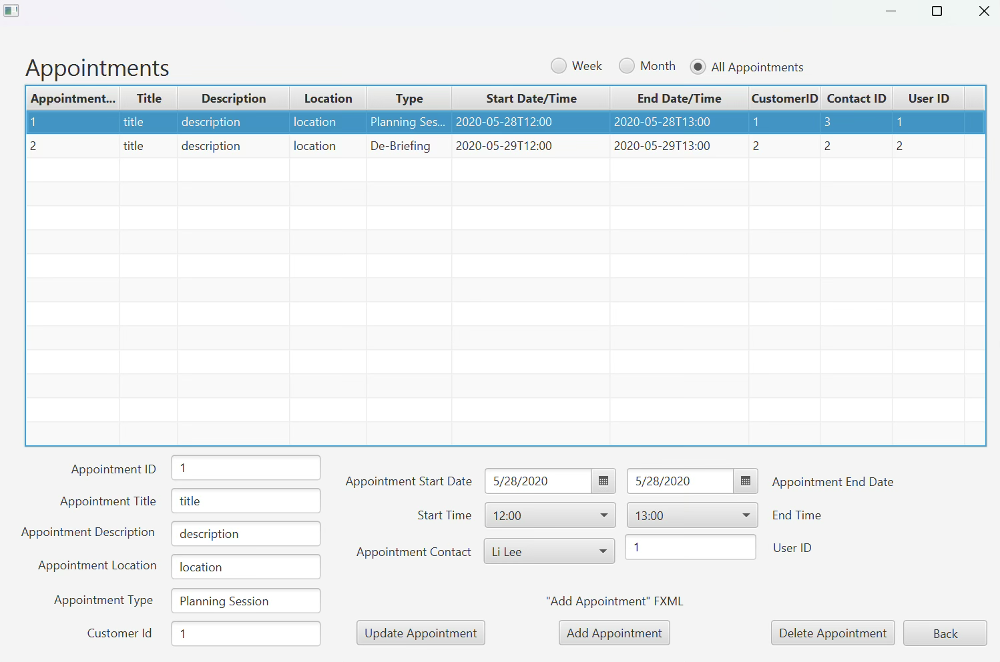 Appointments
Week Month All Appointments
Appointment... Title Description Location Type Start Date/Time End Date/Time CustomerID Contact ID User ID
1 title description location Planning Ses... 2020-05-28T12:00 2020-05-28T13:00 1 3 1
2 title description location De-Briefing 2020-05-29T12:00 2020-05-29T13:00 2 2 2
Appointment ID 1
Appointment Title title
Appointment Description description
Appointment Location location
Appointment Type Planning Session
Customer Id 1
Appointment Start Date 5/28/2020 5/28/2020 Appointment End Date
Start Time 12:00 13:00 End Time
Appointment Contact Li Lee 1 User ID
"Add Appointment" FXML
Update Appointment Add Appointment Delete Appointment Back